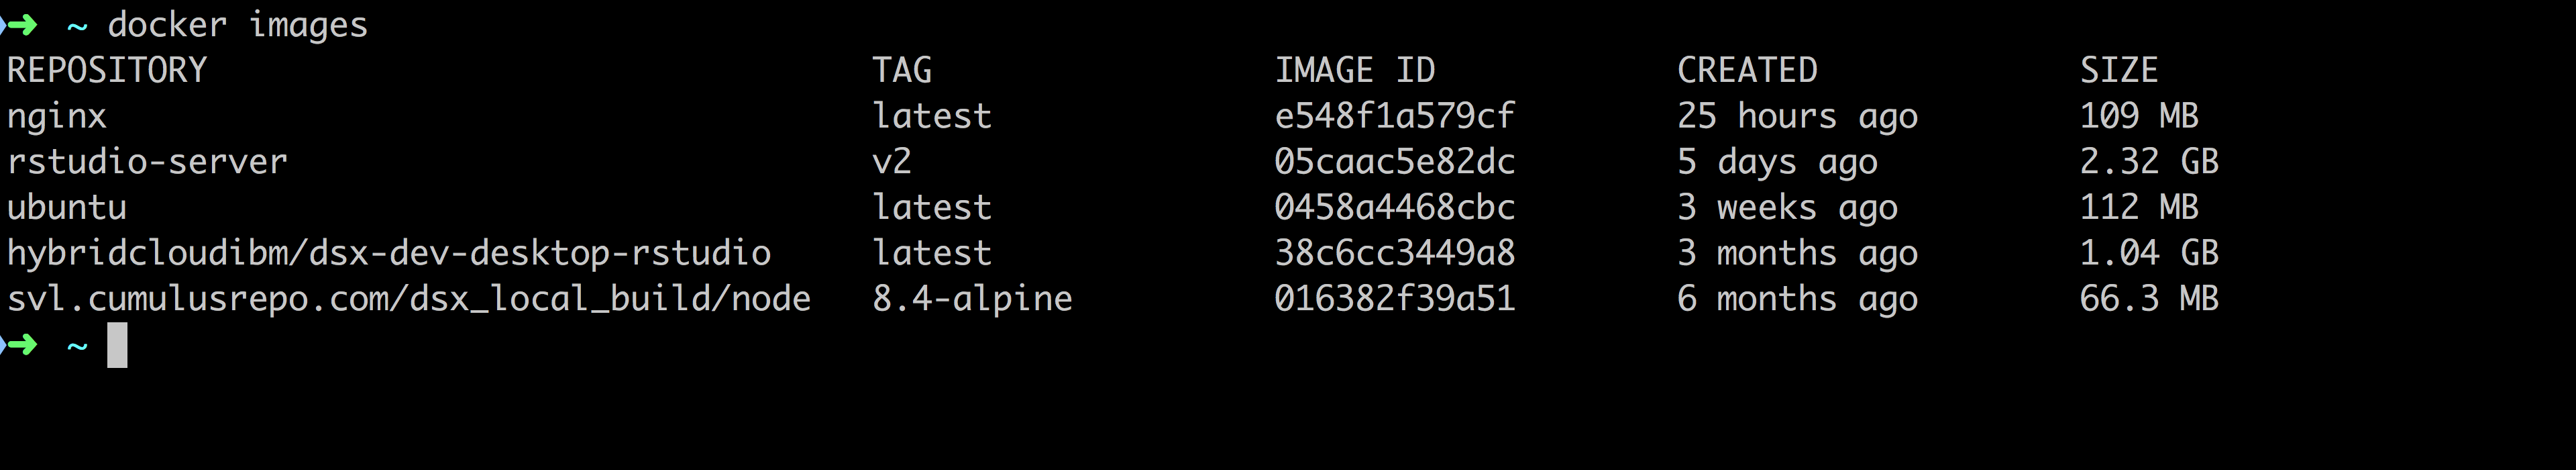 ➜ ~ docker images
REPOSITORY TAG IMAGE ID CREATED SIZE
nginx latest e548f1a579cf 25 hours ago 109 MB
rstudio-server v2 05caac5e82dc 5 days ago 2.32 GB
ubuntu latest 0458a4468cbc 3 weeks ago 112 MB
hybridcloudibm/dsx-dev-desktop-rstudio latest 38c6cc3449a8 3 months ago 1.04 GB
svl.cumulusrepo.com/dsx_local_build/node 8.4-alpine 016382f39a51 6 months ago 66.3 MB
➜ ~